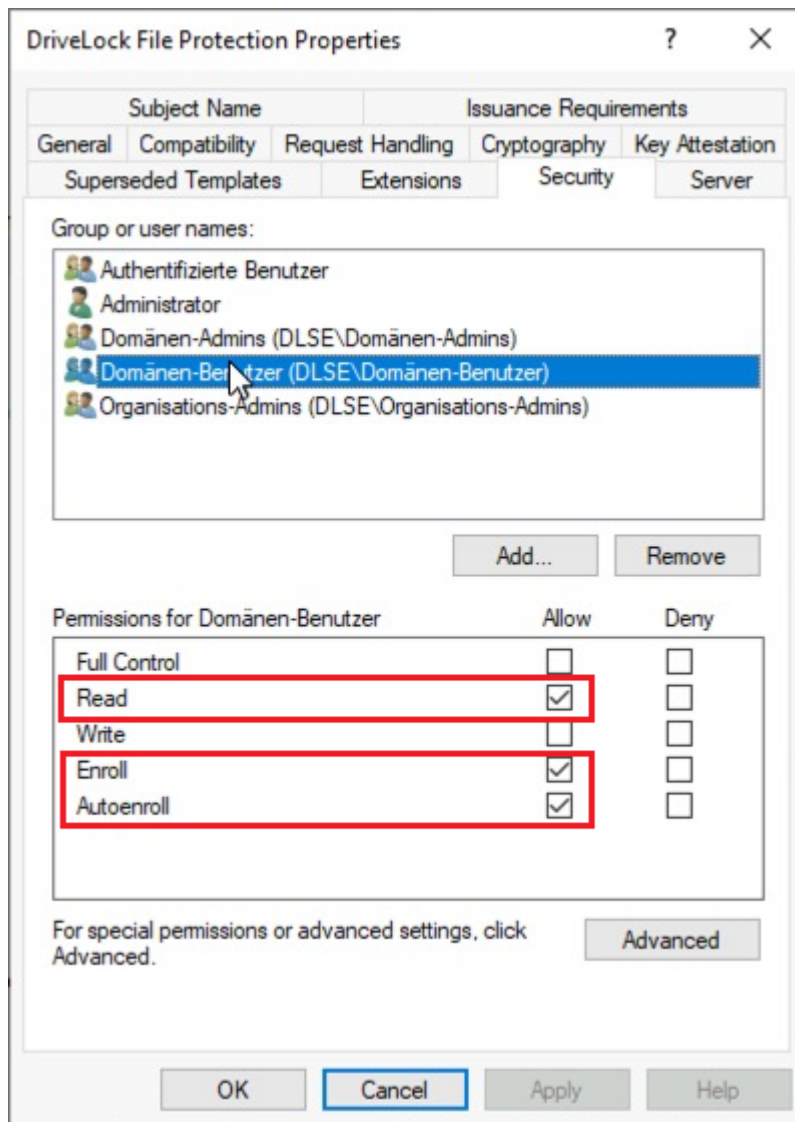 DriveLock File Protection Properties
?
Subject Name
Issuance Requirements
General
Compatibility
Request Handling
Cryptography
Key Attestation
Superseded Templates
Extensions
Security
Server
Group or user names:
Authentifizierte Benutzer
Administrator
Domänen-Admins (DLSE\Domänen-Admins)
Domänen-Benutzer (DLSE\Domänen-Benutzer)
Organisations-Admins (DLSE\Organisations-Admins)
Add...
Remove
Permissions for Domänen-Benutzer
Allow
Deny
Full Control
Read
Write
Enroll
Autoenroll
For special permissions or advanced settings, click
Advanced.
Advanced
OK
Cancel
Apply
Help